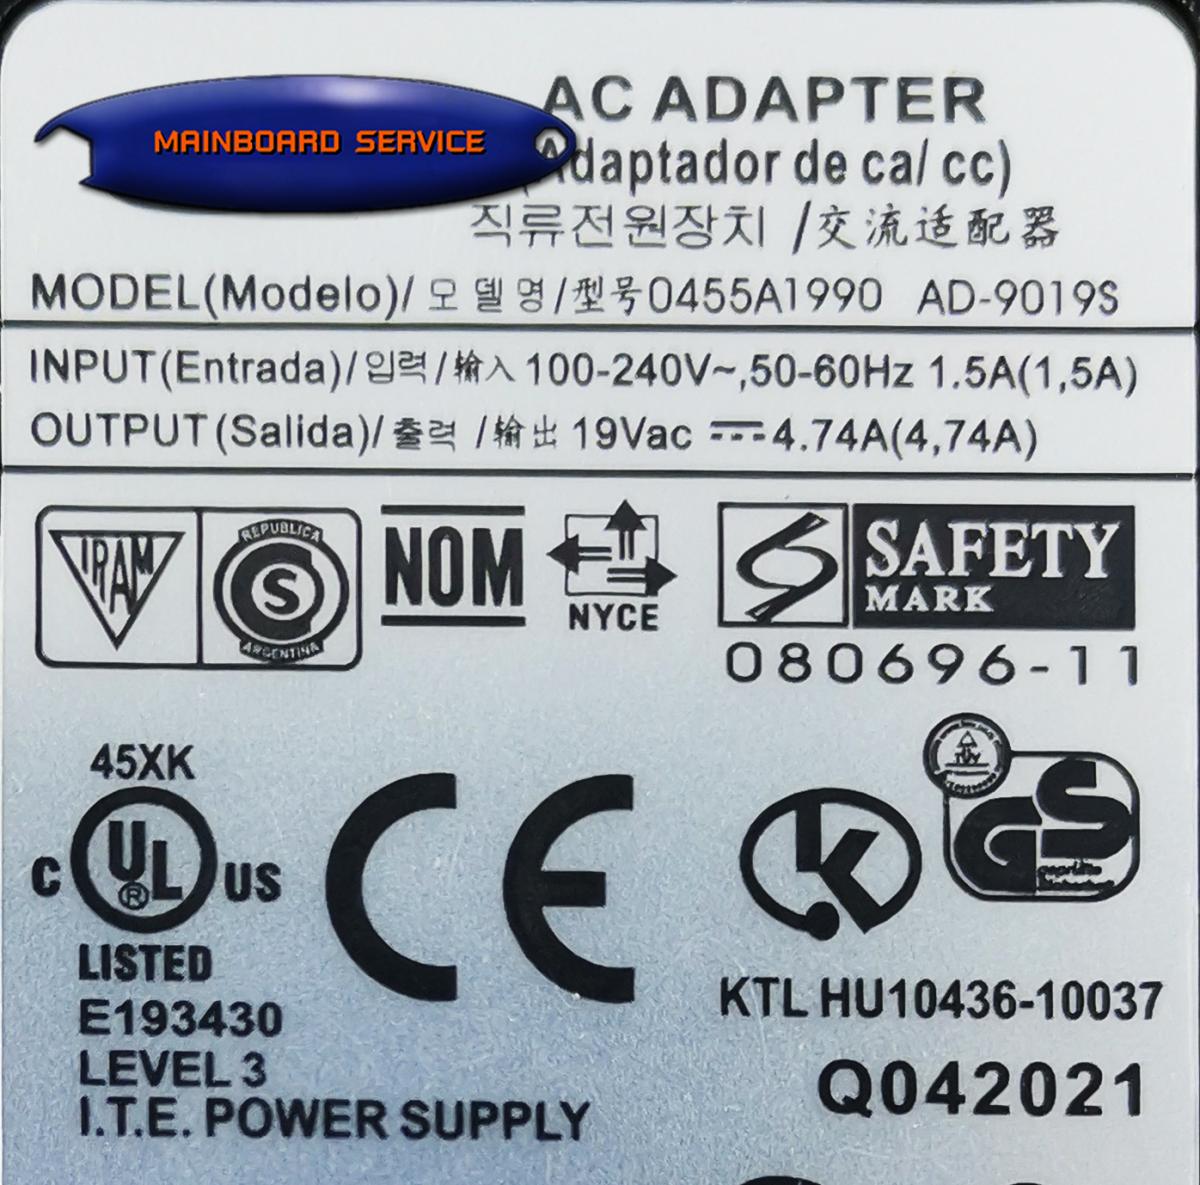 MAINBOARD SERVICE
AC ADAPTER
(Adaptador de ca/ cc)
직류전원장치 /交流适配器
MODEL(Modelo)/ 모델명/型号0455A1990 AD-9019S
INPUT(Entrada)/입력/输入 100-240V~,50-60Hz 1.5A(1,5A)
OUTPUT(Salida)/출력 /输出 19Vac ⎓4.74A(4,74A)
IRAM
REPUBLICA
S
ARGENTINA
NOM
NYCE
S
SAFETY
MARK
080696-11
45XK
C UL® US
LISTED
E193430
LEVEL 3
I.T.E. POWER SUPPLY
CE
K
GS
geprüfte
KTL HU10436-10037
Q042021